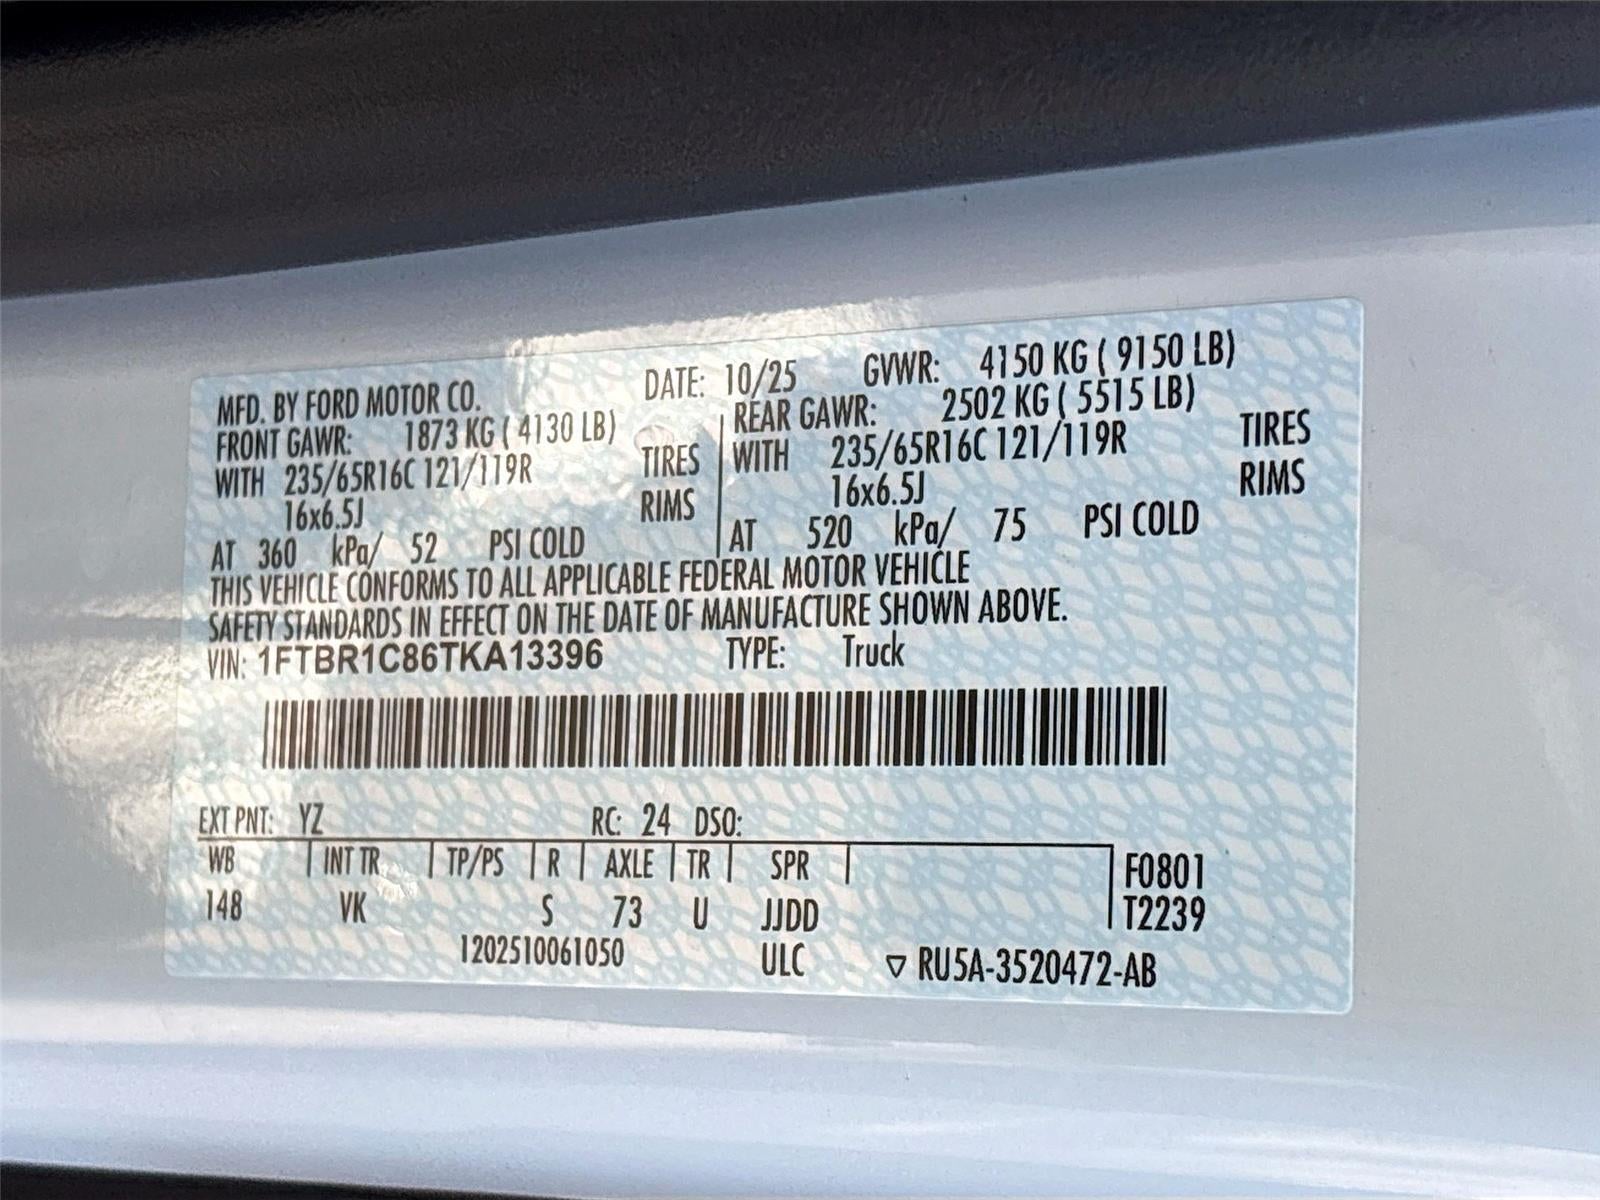 MFD. BY FORD MOTOR CO. DATE: 10/25 GVWR: 4150 KG ( 9150 LB)
FRONT GAWR: 1873 KG ( 4130 LB) REAR GAWR: 2502 KG ( 5515 LB)
WITH 235/65R16C 121/119R TIRES WITH 235/65R16C 121/119R TIRES
16x6.5J RIMS 16x6.5J RIMS
AT 360 kPa/ 52 PSI COLD AT 520 kPa/ 75 PSI COLD
THIS VEHICLE CONFORMS TO ALL APPLICABLE FEDERAL MOTOR VEHICLE
SAFETY STANDARDS IN EFFECT ON THE DATE OF MANUFACTURE SHOWN ABOVE.
VIN: 1FTBR1C86TKA13396 TYPE: Truck
EXT PNT: YZ RC: 24 DSO:
WB INT TR TP/PS R AXLE TR SPR F0801
148 VK S 73 U JJDD T2239
1202510061050 ULC ▽ RU5A-3520472-AB